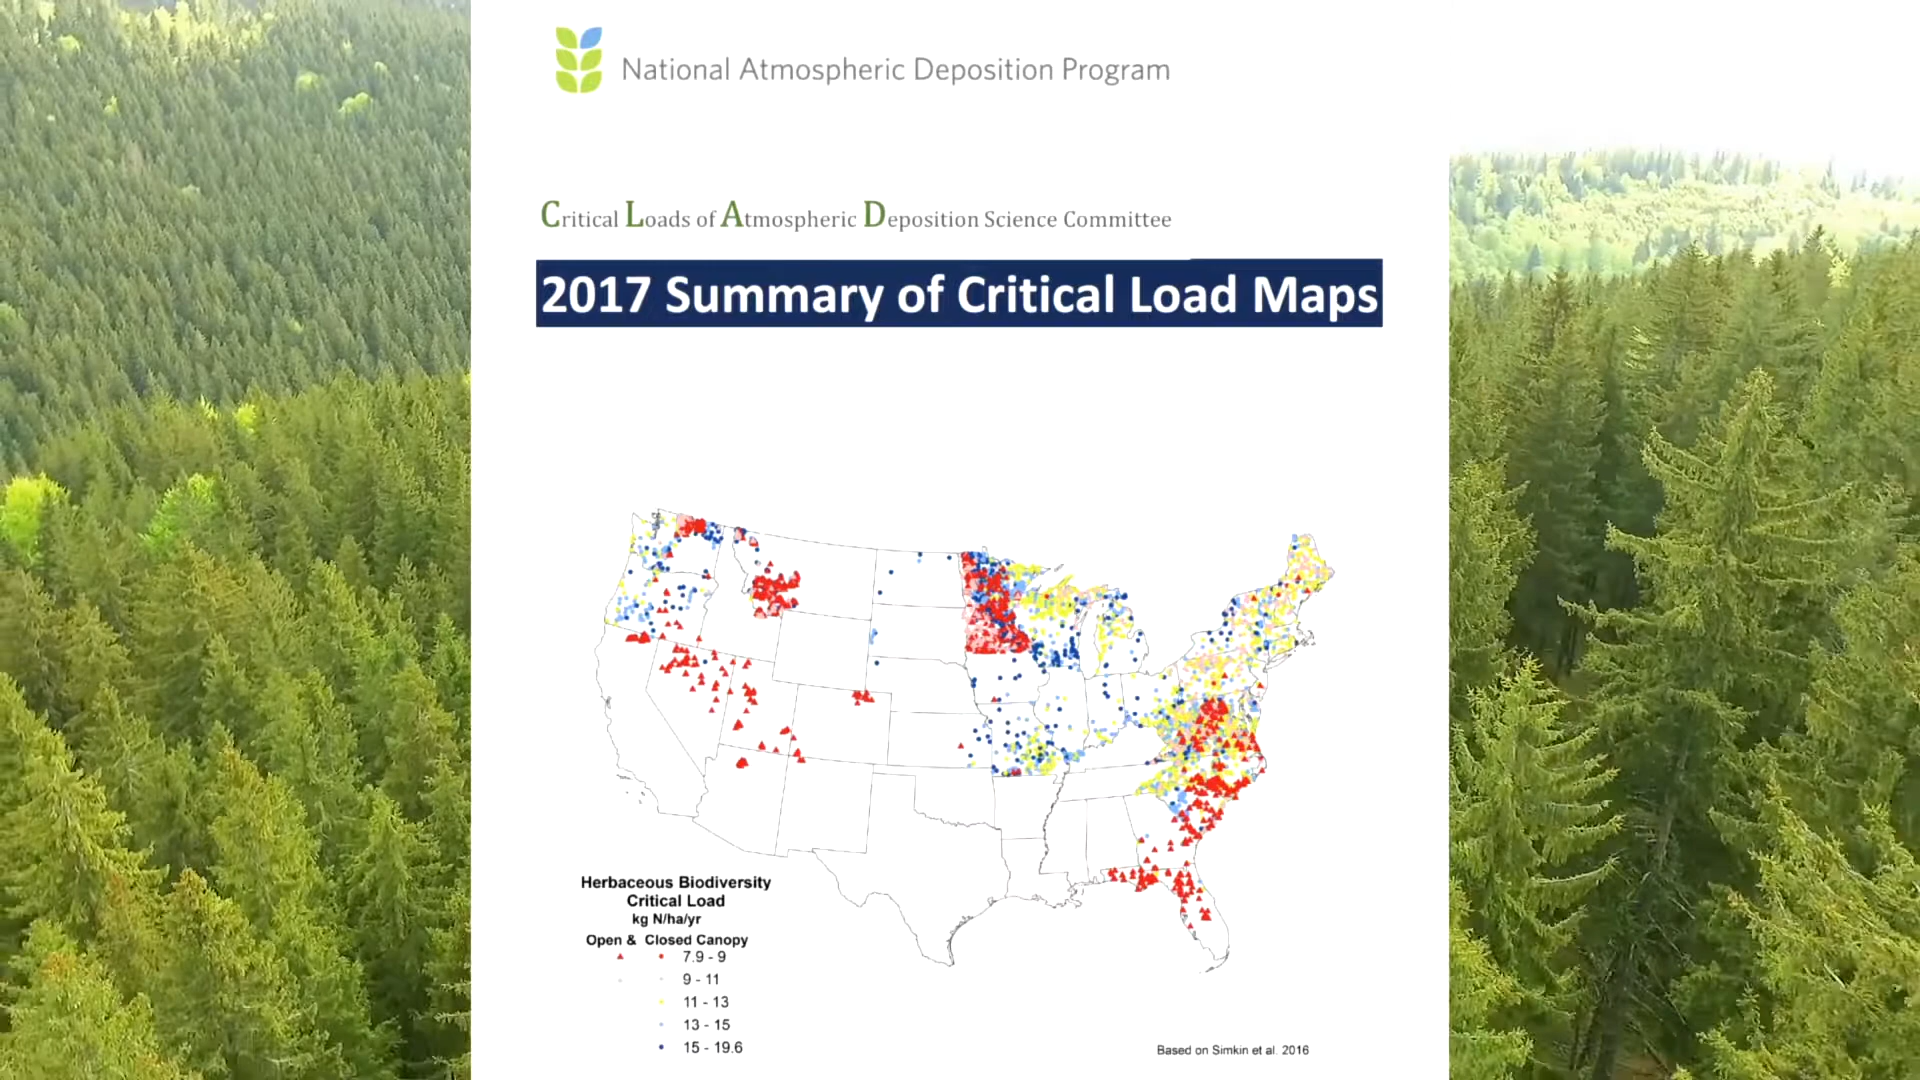 National Atmospheric Deposition Program
Critical Loads of Atmospheric Deposition Science Committee
2017 Summary of Critical Load Maps
Herbaceous Biodiversity
Critical Load
kg N/ha/yr
Open & Closed Canopy
7.9 - 9
9 - 11
11 - 13
13 - 15
15 - 19.6
Based on Simkin et al. 2016